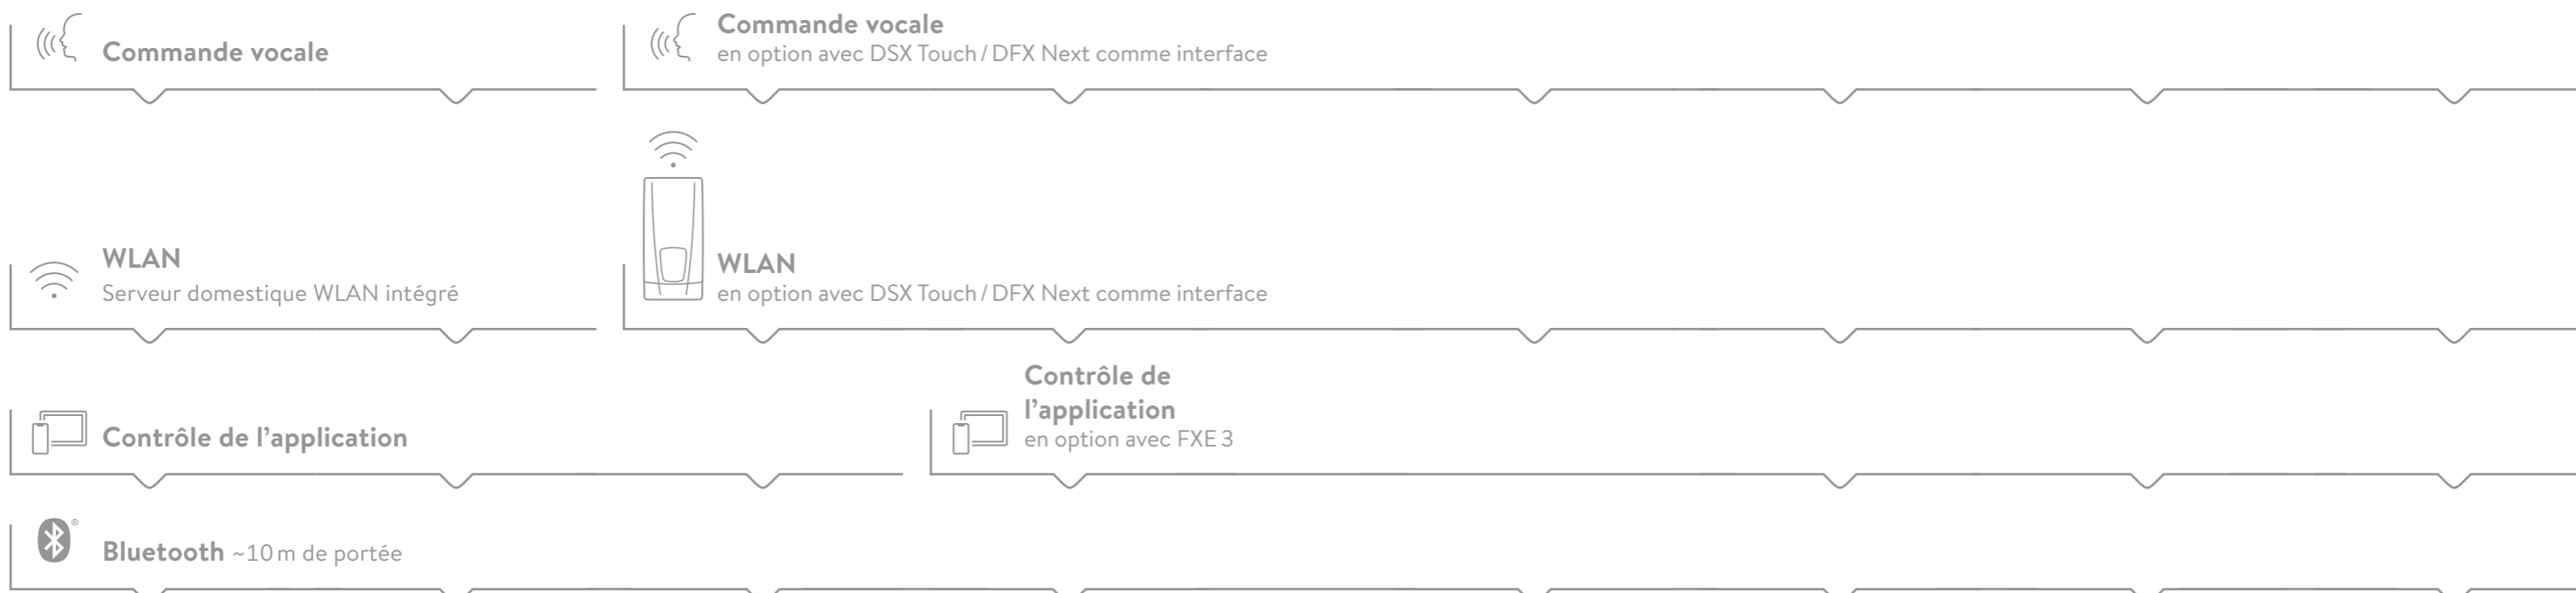 Commande vocale
Commande vocale
en option avec DSX Touch / DFX Next comme interface
WLAN
Serveur domestique WLAN intégré
WLAN
en option avec DSX Touch / DFX Next comme interface
Contrôle de l’application
Contrôle de
l’application
en option avec FXE 3
Bluetooth ~10 m de portée